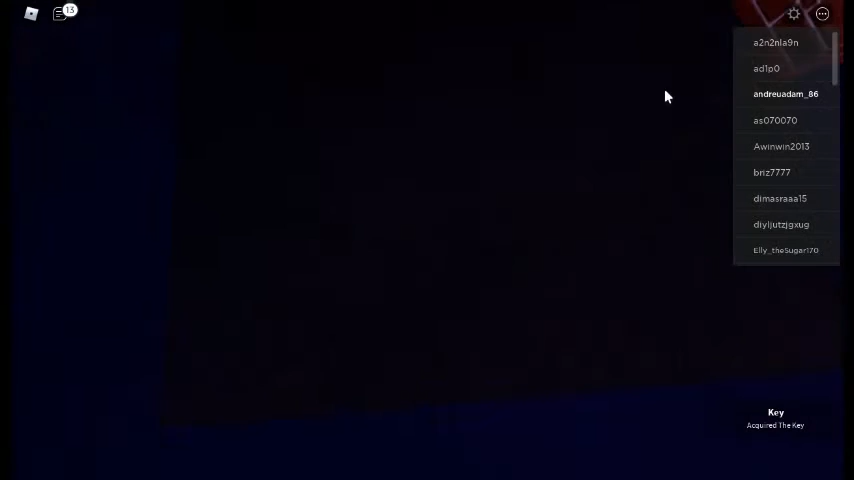 13
a2n2nla9n
ad1p0
andreuadam_86
as070070
Awinwin2013
briz7777
dimasraaa15
diyljutzjgxug
Elly_theSugar170
Key
Acquired The Key